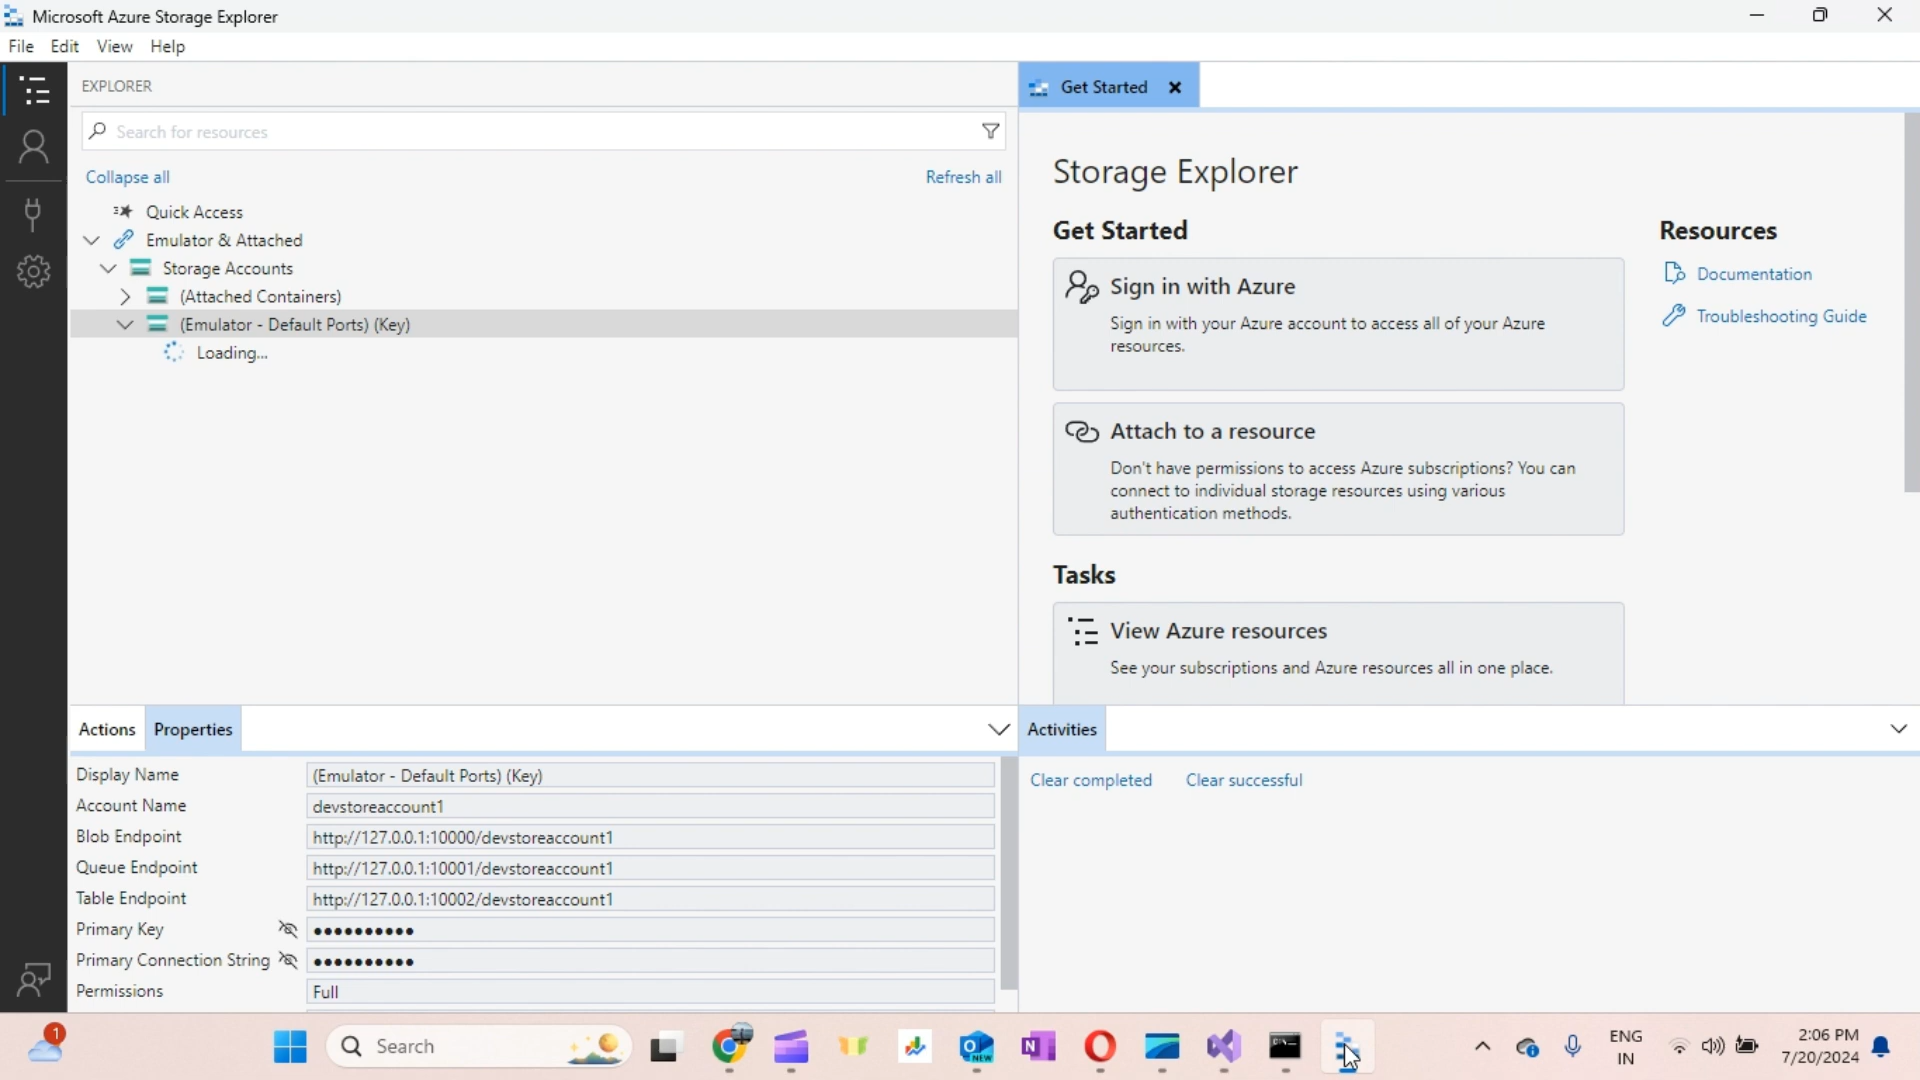 Microsoft Azure Storage Explorer
File Edit View Help
EXPLORER
Search for resources
Collapse all
Refresh all
Quick Access
Emulator & Attached
Storage Accounts
(Attached Containers)
(Emulator - Default Ports) (Key)
Loading...
Get Started
Storage Explorer
Get Started
Sign in with Azure
Sign in with your Azure account to access all of your Azure
resources.
Attach to a resource
Don't have permissions to access Azure subscriptions? You can
connect to individual storage resources using various
authentication methods.
Tasks
View Azure resources
See your subscriptions and Azure resources all in one place.
Resources
Documentation
Troubleshooting Guide
Actions Properties
Display Name (Emulator - Default Ports) (Key)
Account Name devstoreaccount1
Blob Endpoint http://127.0.0.1:10000/devstoreaccount1
Queue Endpoint http://127.0.0.1:10001/devstoreaccount1
Table Endpoint http://127.0.0.1:10002/devstoreaccount1
Primary Key ••••••••••
Primary Connection String ••••••••••
Permissions Full
Activities
Clear completed Clear successful
1
Search
NEW
ENG
IN
2:06 PM
7/20/2024